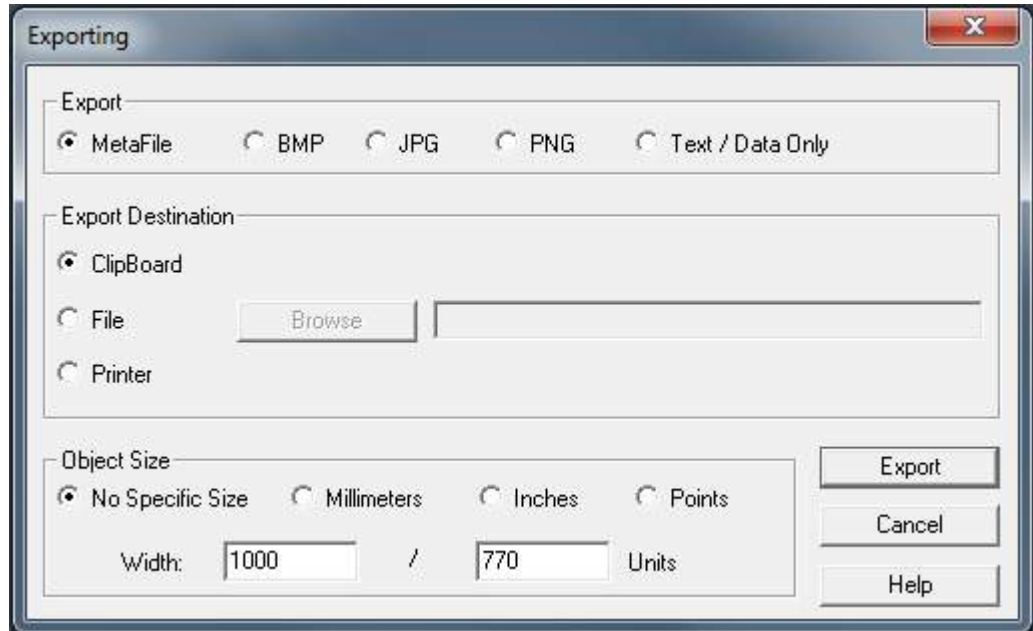 Exporting
Export
MetaFile BMP JPG PNG Text / Data Only
Export Destination
ClipBoard
File Browse
Printer
Object Size
No Specific Size Millimeters Inches Points
Width: 1000 / 770 Units
Export
Cancel
Help